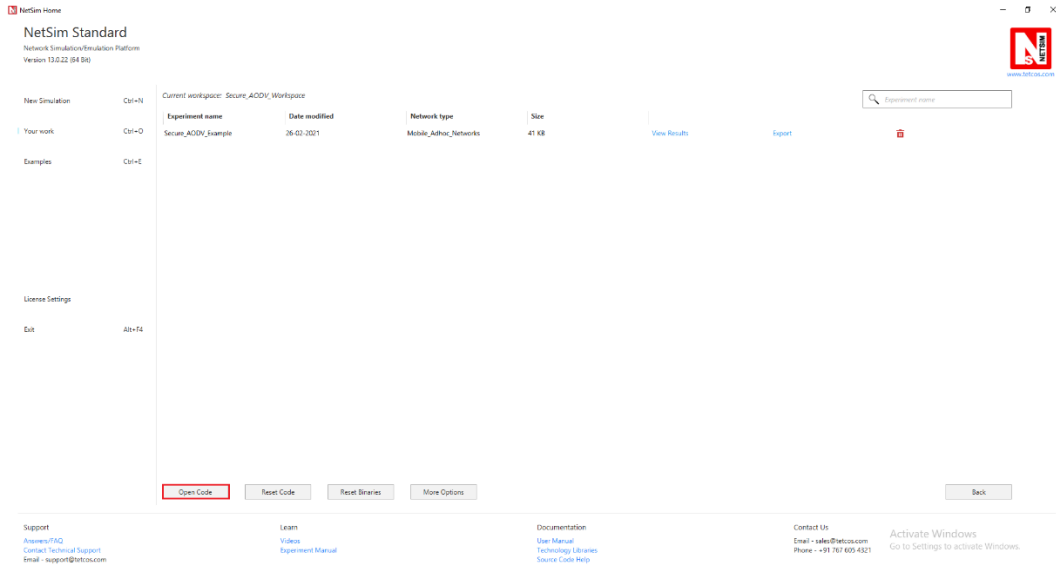 NetSim Home
NetSim Standard
Network Simulation/Emulation Platform
Version 13.0.22 (64 Bit)
NETSIM
www.tetcos.com
New Simulation Ctrl+N
Your work Ctrl+O
Examples Ctrl+E
License Settings
Exit Alt+F4
Current workspace: Secure_AODV_Workspace
Experiment name
Experiment name Date modified Network type Size
Secure_AODV_Example 26-02-2021 Mobile_Adhoc_Networks 41 KB View Results Export
Open Code Reset Code Reset Binaries More Options Back
Support
Answers/FAQ
Contact Technical Support
Email - support@tetcos.com
Learn
Videos
Experiment Manual
Documentation
User Manual
Technology Libraries
Source Code Help
Contact Us
Email - sales@tetcos.com
Phone - +91 767 605 4321
Activate Windows
Go to Settings to activate Windows.